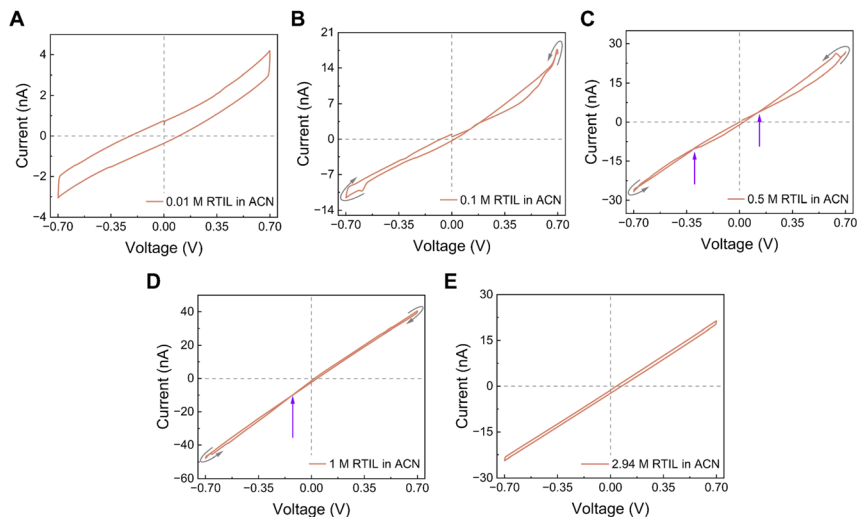 A
Current (nA)
4
2
0
−2
−4
−0.70
−0.35
0.00
0.35
0.70
Voltage (V)
0.01 M RTIL in ACN
B
Current (nA)
18
11
7
0
−7
−14
−0.70
−0.35
0.00
0.35
0.70
Voltage (V)
0.1 M RTIL in ACN
C
Current (nA)
30
15
0
−15
−30
−0.70
−0.35
0.00
0.35
0.70
Voltage (V)
0.5 M RTIL in ACN
D
Current (nA)
40
20
0
−20
−40
−60
−0.70
−0.35
0.00
0.35
0.70
Voltage (V)
1 M RTIL in ACN
E
Current (nA)
30
15
0
−15
−30
−0.70
−0.35
0.00
0.35
0.70
Voltage (V)
2.94 M RTIL in ACN